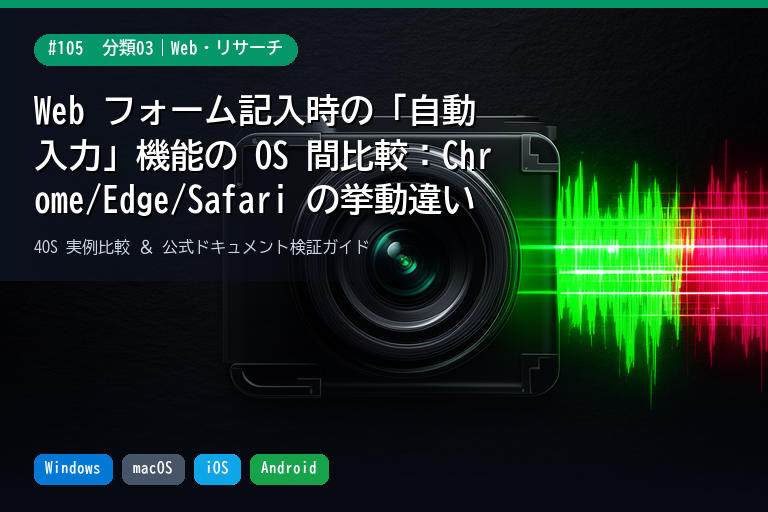 #105 分類03｜Web・リサーチ
Web フォーム記入時の「自動
入力」機能の OS 間比較：Chr
ome/Edge/Safari の挙動違い
4OS 実例比較 ＆ 公式ドキュメント検証ガイド
Windows macOS iOS Android